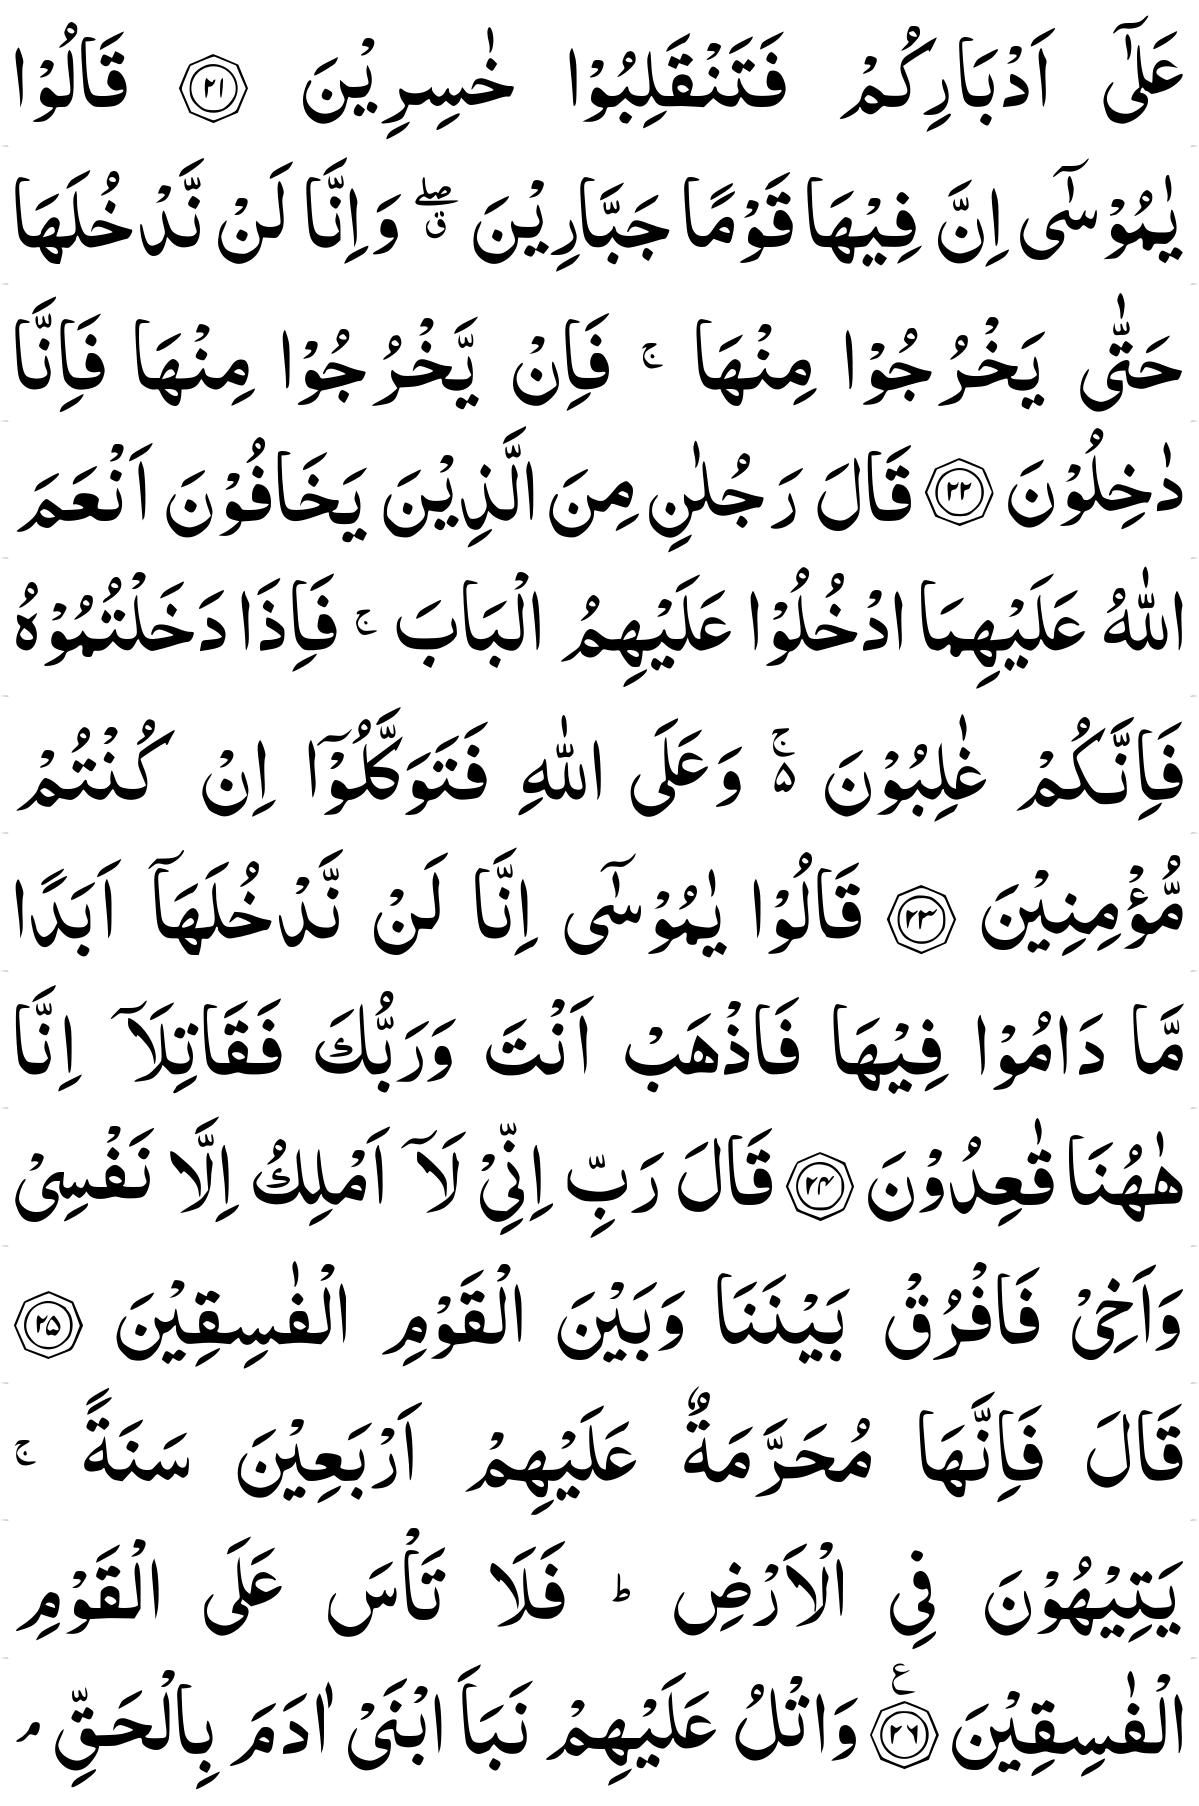 عَلٰۤى اَدْبَارِكُمْ فَتَنْقَلِبُوْا خٰسِرِيْنَ ۝۲۱ قَالُوْا
يٰمُوْسٰۤى اِنَّ فِيْهَا قَوْمًا جَبَّارِيْنَ ۖۗ وَاِنَّا لَنْ نَّدْخُلَهَا
حَتّٰى يَخْرُجُوْا مِنْهَا ۚ فَاِنْ يَّخْرُجُوْا مِنْهَا فَاِنَّا
دٰخِلُوْنَ ۝۲۲ قَالَ رَجُلٰنِ مِنَ الَّذِيْنَ يَخَافُوْنَ اَنْعَمَ
اللّٰهُ عَلَيْهِمَا ادْخُلُوْا عَلَيْهِمُ الْبَابَ ۚ فَاِذَا دَخَلْتُمُوْهُ
فَاِنَّكُمْ غٰلِبُوْنَ ۚ۬۵ وَعَلَى اللّٰهِ فَتَوَكَّلُوْۤا اِنْ كُنْتُمْ
مُّؤْمِنِيْنَ ۝۲۳ قَالُوْا يٰمُوْسٰۤى اِنَّا لَنْ نَّدْخُلَهَاۤ اَبَدًا
مَّا دَامُوْا فِيْهَا فَاذْهَبْ اَنْتَ وَرَبُّكَ فَقَاتِلَاۤ اِنَّا
هٰهُنَا قٰعِدُوْنَ ۝۲۴ قَالَ رَبِّ اِنِّيْ لَاۤ اَمْلِكُ اِلَّا نَفْسِيْ
وَاَخِيْ فَافْرُقْ بَيْنَنَا وَبَيْنَ الْقَوْمِ الْفٰسِقِيْنَ ۝۲۵
قَالَ فَاِنَّهَا مُحَرَّمَةٌ عَلَيْهِمْ اَرْبَعِيْنَ سَنَةً ۚ
يَتِيْهُوْنَ فِي الْاَرْضِ ؕ فَلَا تَاْسَ عَلَى الْقَوْمِ
الْفٰسِقِيْنَ ۝۲۶ ع وَاتْلُ عَلَيْهِمْ نَبَاَ ابْنَيْ اٰدَمَ بِالْحَقِّ ۘ